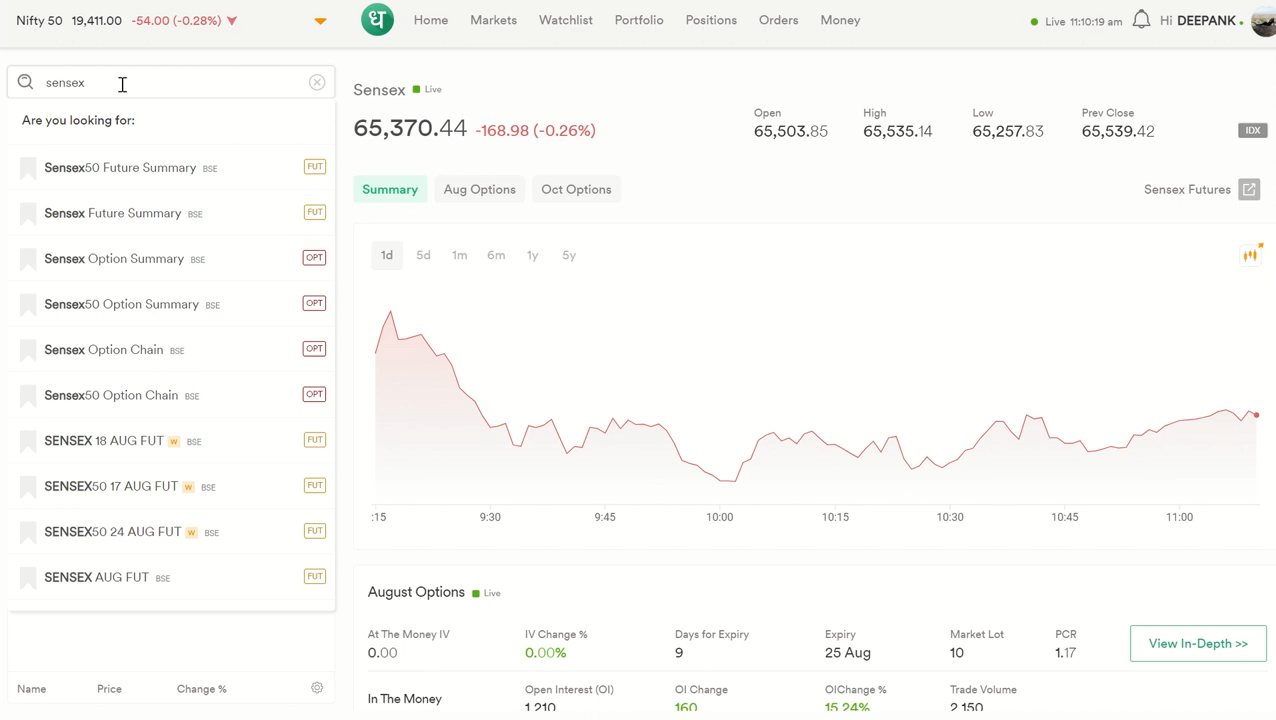 Nifty 50 19,411.00 -54.00 (-0.28%)
ध
Home Markets Watchlist Portfolio Positions Orders Money
Live 11:10:19 am Hi DEEPANK
sensex
Are you looking for:
Sensex50 Future Summary BSE FUT
Sensex Future Summary BSE FUT
Sensex Option Summary BSE OPT
Sensex50 Option Summary BSE OPT
Sensex Option Chain BSE OPT
Sensex50 Option Chain BSE OPT
SENSEX 18 AUG FUT w BSE FUT
SENSEX50 17 AUG FUT w BSE FUT
SENSEX50 24 AUG FUT w BSE FUT
SENSEX AUG FUT BSE FUT
Name Price Change %
Sensex Live
65,370.44 -168.98 (-0.26%)
Open High Low Prev Close
65,503.85 65,535.14 65,257.83 65,539.42 IDX
Summary Aug Options Oct Options Sensex Futures
1d 5d 1m 6m 1y 5y
:15 9:30 9:45 10:00 10:15 10:30 10:45 11:00
August Options Live
At The Money IV IV Change % Days for Expiry Expiry Market Lot PCR
0.00 0.00% 9 25 Aug 10 1.17
View In-Depth >>
In The Money
Open Interest (OI) OI Change OIChange % Trade Volume
1,210 160 15.24% 2,150